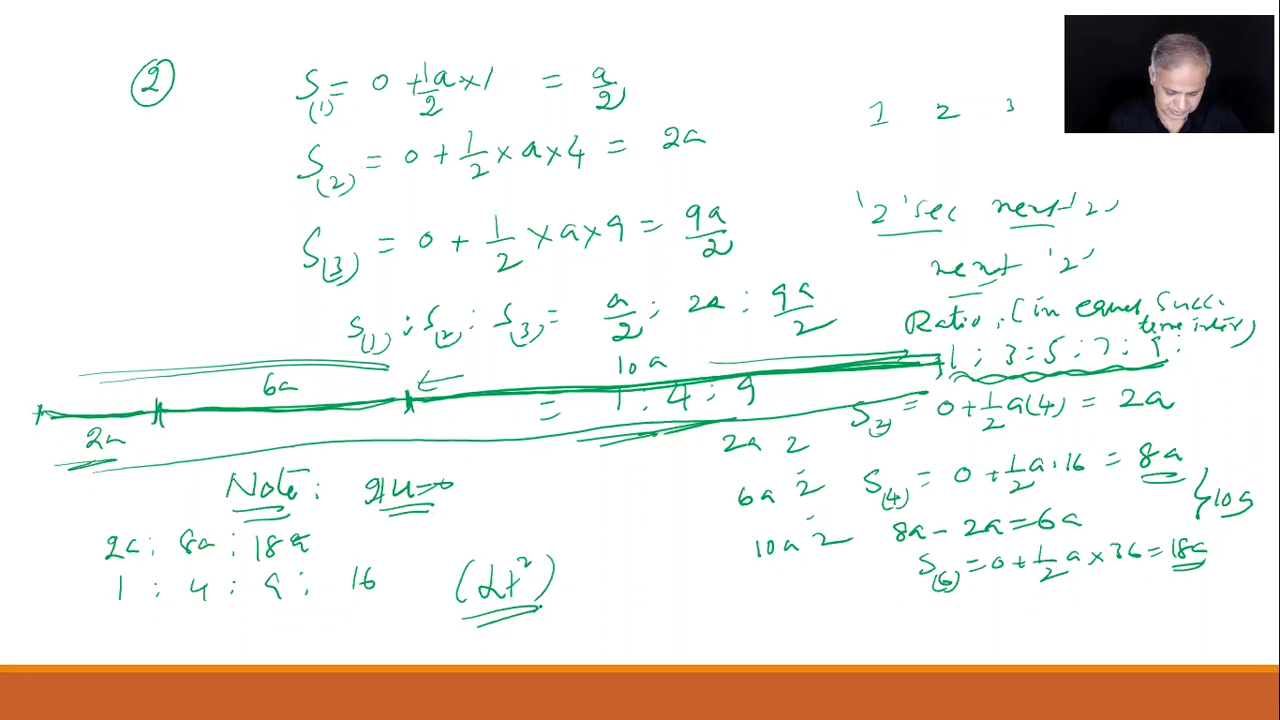 ②
S(1) = 0 + 1/2 a × 1 = a/2
S(2) = 0 + 1/2 × a × 4 = 2a
S(3) = 0 + 1/2 × a × 9 = 9a/2
S(1) : S(2) : S(3) = a/2 : 2a : 9a/2
= 1 : 4 : 9
6a
10a
2a
Note: If u=0
2a : 8a : 18a
1 : 4 : 9 : 16
(αt²)
1 2 3
'2' sec next '2'
next '2'
Ratio: (in equal succ. time interv)
1 : 3 : 5 : 7 : 9 :
S(2) = 0 + 1/2 a(4) = 2a
2a 2
6a 2
10a 2
S(4) = 0 + 1/2 a · 16 = 8a
8a - 2a = 6a
S(6) = 0 + 1/2 a × 36 = 18a
} 10a